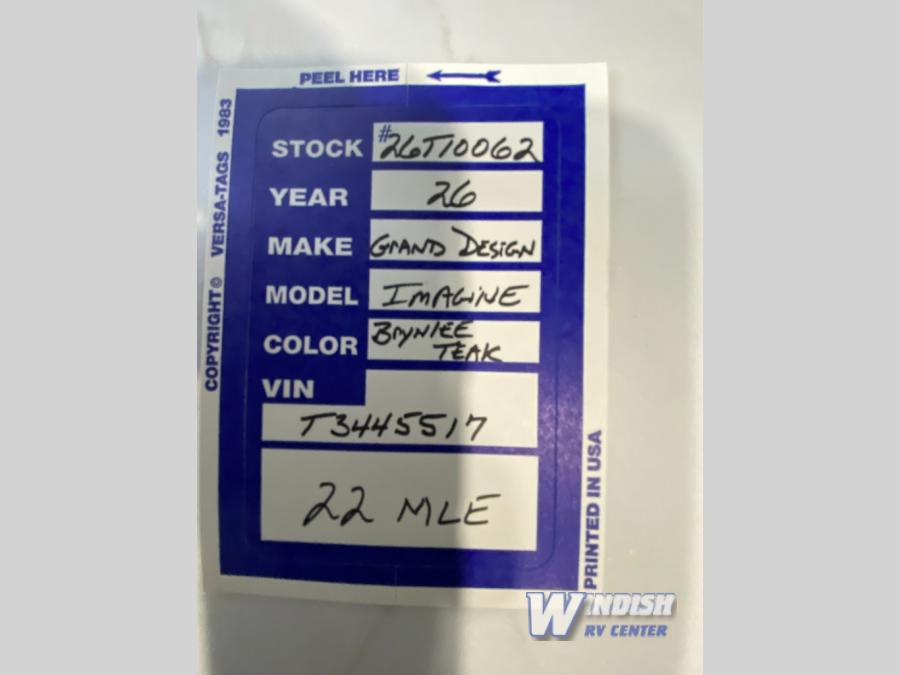 PEEL HERE
COPYRIGHT © VERSA-TAGS 1983
STOCK #26T10062
YEAR 26
MAKE GRAND DESIGN
MODEL IMAGINE
COLOR BRYNLEE
TEAK
VIN
T3445517
22 MLE
PRINTED IN USA
WINDISH
RV CENTER